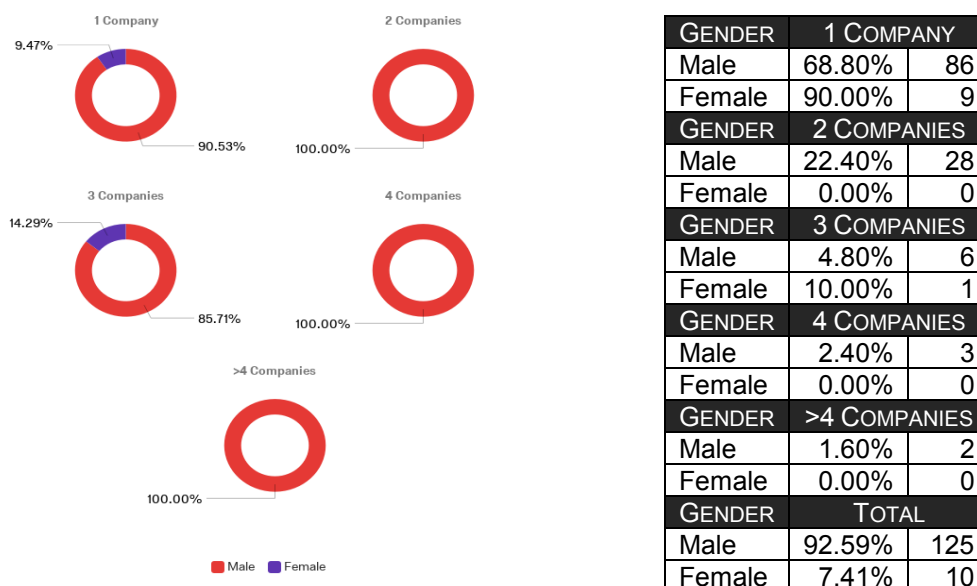 1 Company
9.47%
90.53%
2 Companies
100.00%
3 Companies
14.29%
85.71%
4 Companies
100.00%
>4 Companies
100.00%
Male Female
GENDER 1 COMPANY
Male 68.80% 86
Female 90.00% 9
GENDER 2 COMPANIES
Male 22.40% 28
Female 0.00% 0
GENDER 3 COMPANIES
Male 4.80% 6
Female 10.00% 1
GENDER 4 COMPANIES
Male 2.40% 3
Female 0.00% 0
GENDER >4 COMPANIES
Male 1.60% 2
Female 0.00% 0
GENDER TOTAL
Male 92.59% 125
Female 7.41% 10